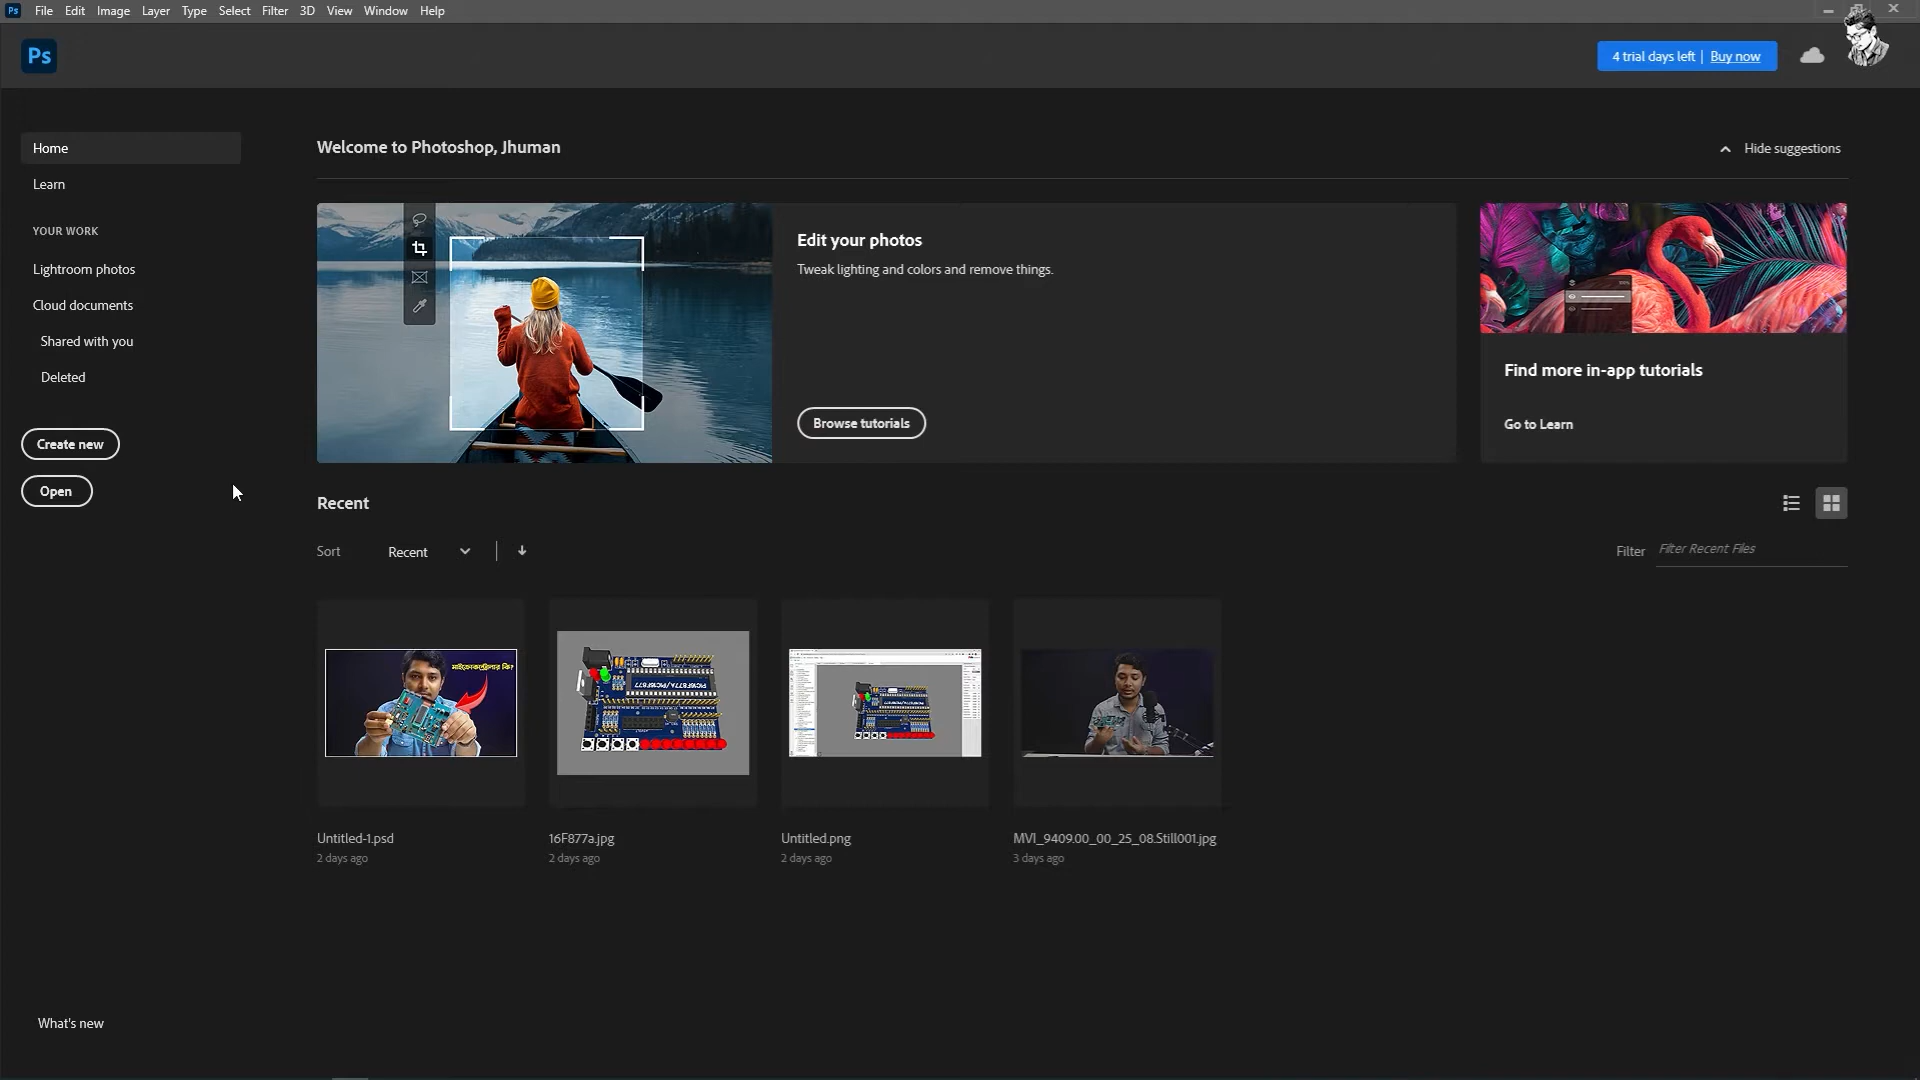 Ps File Edit Image Layer Type Select Filter 3D View Window Help
Ps
4 trial days left | Buy now
Home
Learn
YOUR WORK
Lightroom photos
Cloud documents
Shared with you
Deleted
Create new
Open
What's new
Welcome to Photoshop, Jhuman
Hide suggestions
Edit your photos
Tweak lighting and colors and remove things.
Browse tutorials
Find more in-app tutorials
Go to Learn
Recent
Sort Recent
Filter Filter Recent Files
মাইক্রোকন্ট্রোলার কি?
PIC16F877A/PIC16F877
Untitled-1.psd
2 days ago
16F877a.jpg
2 days ago
Untitled.png
2 days ago
MVI_9409.00_00_25_08.Still001.jpg
3 days ago